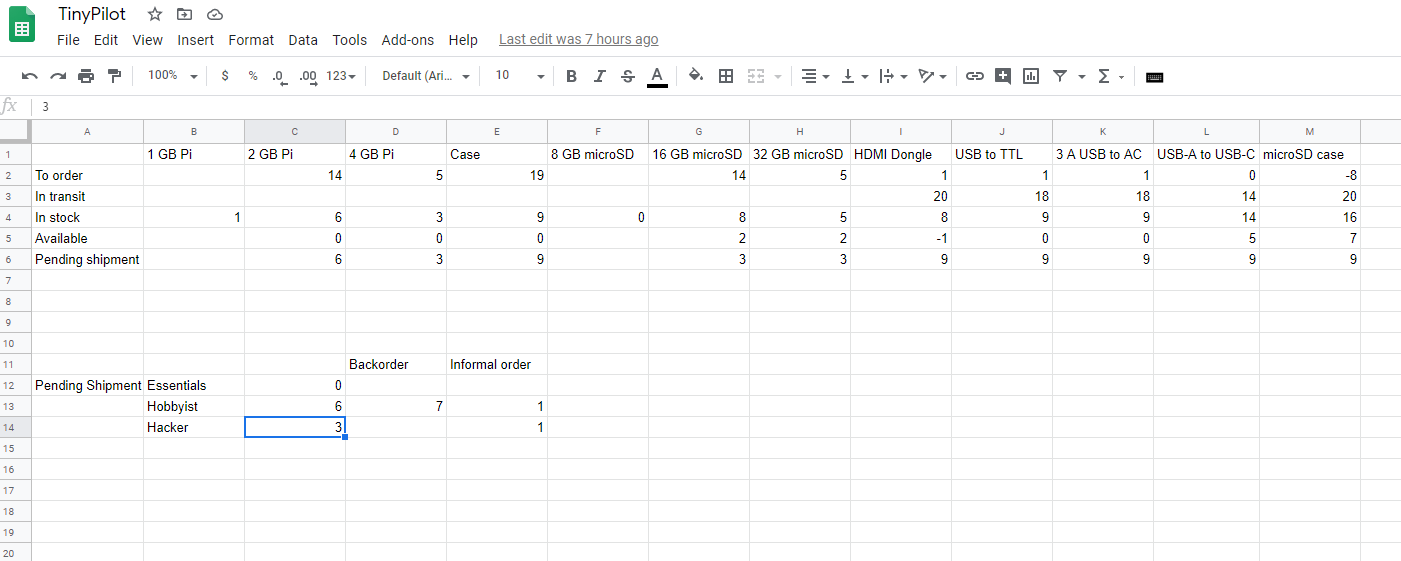 TinyPilot
File Edit View Insert Format Data Tools Add-ons Help Last edit was 7 hours ago
100% $ % .0 .00 123 Default (Ari... 10 B I S A
fx 3
A B C D E F G H I J K L M
1 1 GB Pi 2 GB Pi 4 GB Pi Case 8 GB microSD 16 GB microSD 32 GB microSD HDMI Dongle USB to TTL 3 A USB to AC USB-A to USB-C microSD case
2 To order 14 5 19 14 5 1 1 1 0 -8
3 In transit 20 18 18 14 20
4 In stock 1 6 3 9 0 8 5 8 9 9 14 16
5 Available 0 0 0 2 2 -1 0 0 5 7
6 Pending shipment 6 3 9 3 3 9 9 9 9 9
7
8
9
10
11 Backorder Informal order
12 Pending Shipment Essentials 0
13 Hobbyist 6 7 1
14 Hacker 3 1
15
16
17
18
19
20